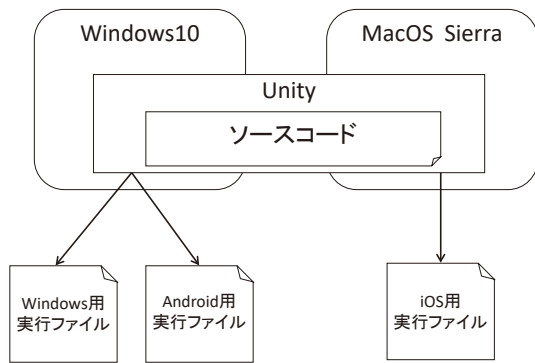 Windows10
MacOS Sierra
Unity
ソースコード
Windows用
実行ファイル
Android用
実行ファイル
iOS用
実行ファイル